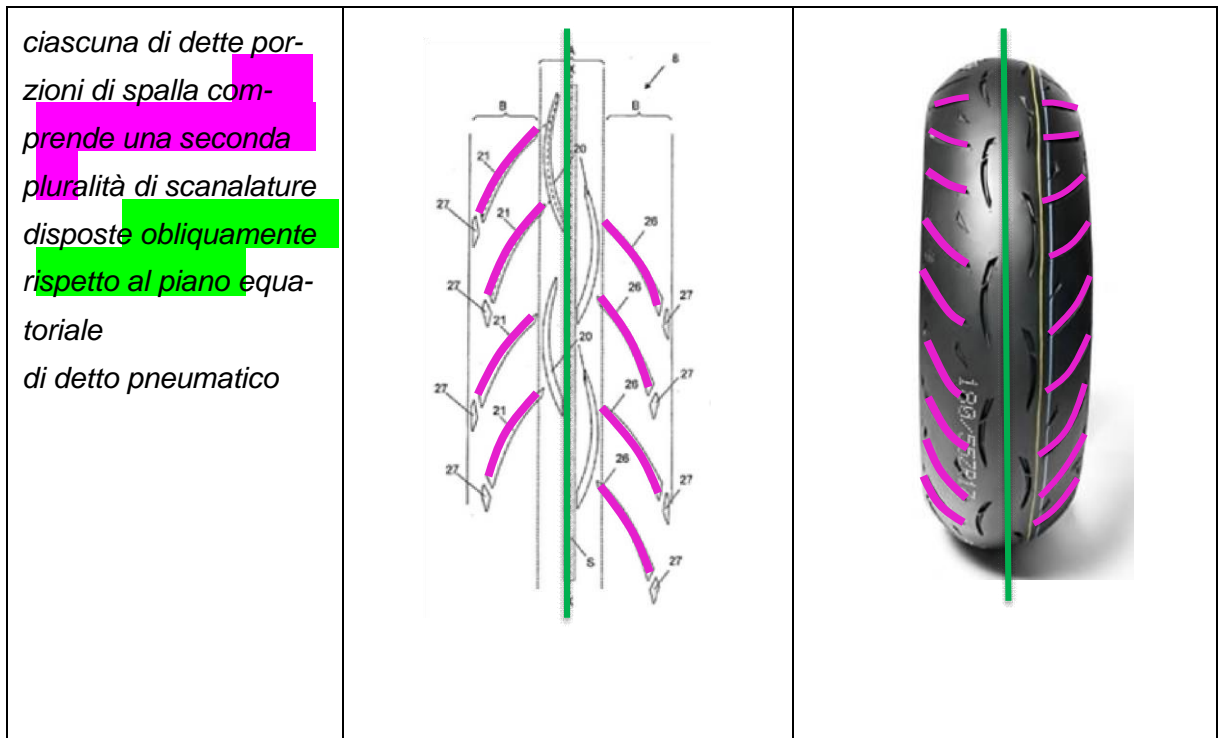 ciascuna di dette por-
zioni di spalla com-
prende una seconda
pluralità di scanalature
disposte obliquamente
rispetto al piano equa-
toriale
di detto pneumatico
6
B
B
21
20
27
21
26
27
26
27
21
20
27
27
26
21
27
27
26
27
S
27
180/55ZR17